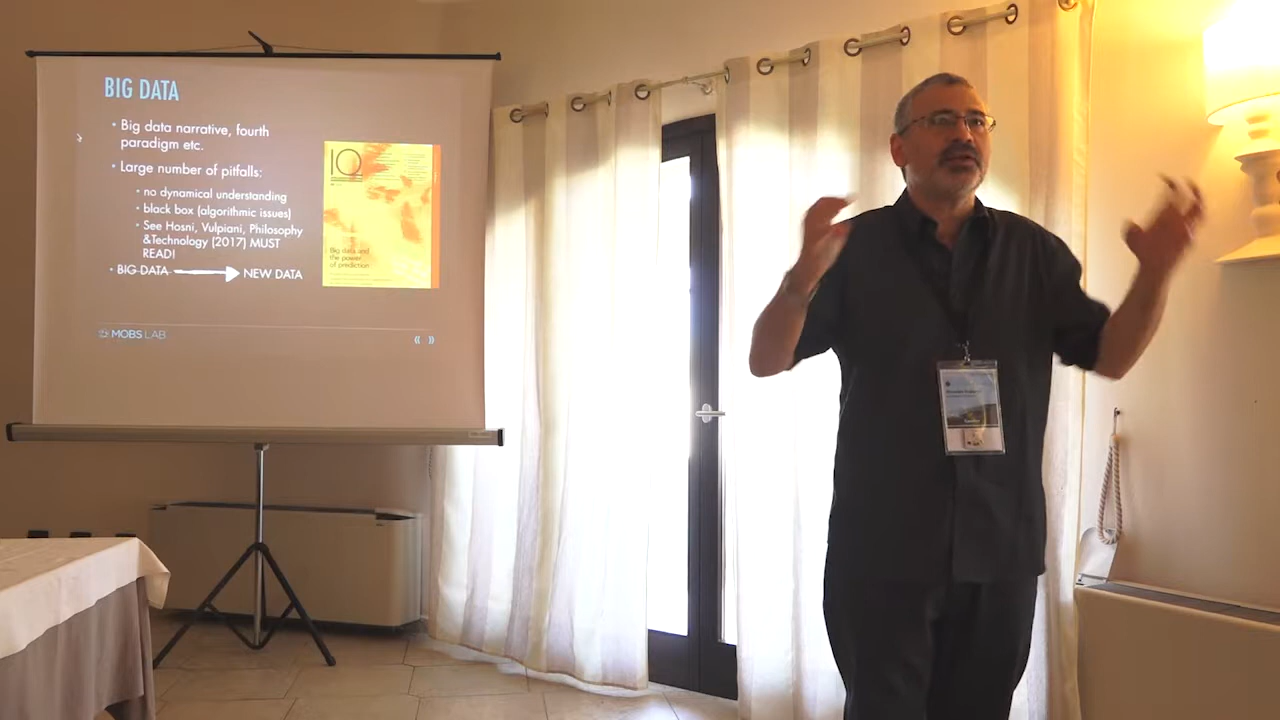 BIG DATA
• Big data narrative, fourth
paradigm etc.
• Large number of pitfalls:
• no dynamical understanding
• black box (algorithmic issues)
• See Hosni, Vulpiani, Philosophy
&Technology (2017) MUST
READ!
• BIG DATA NEW DATA
IQ
Big data and
the power
of prediction
MOBS LAB